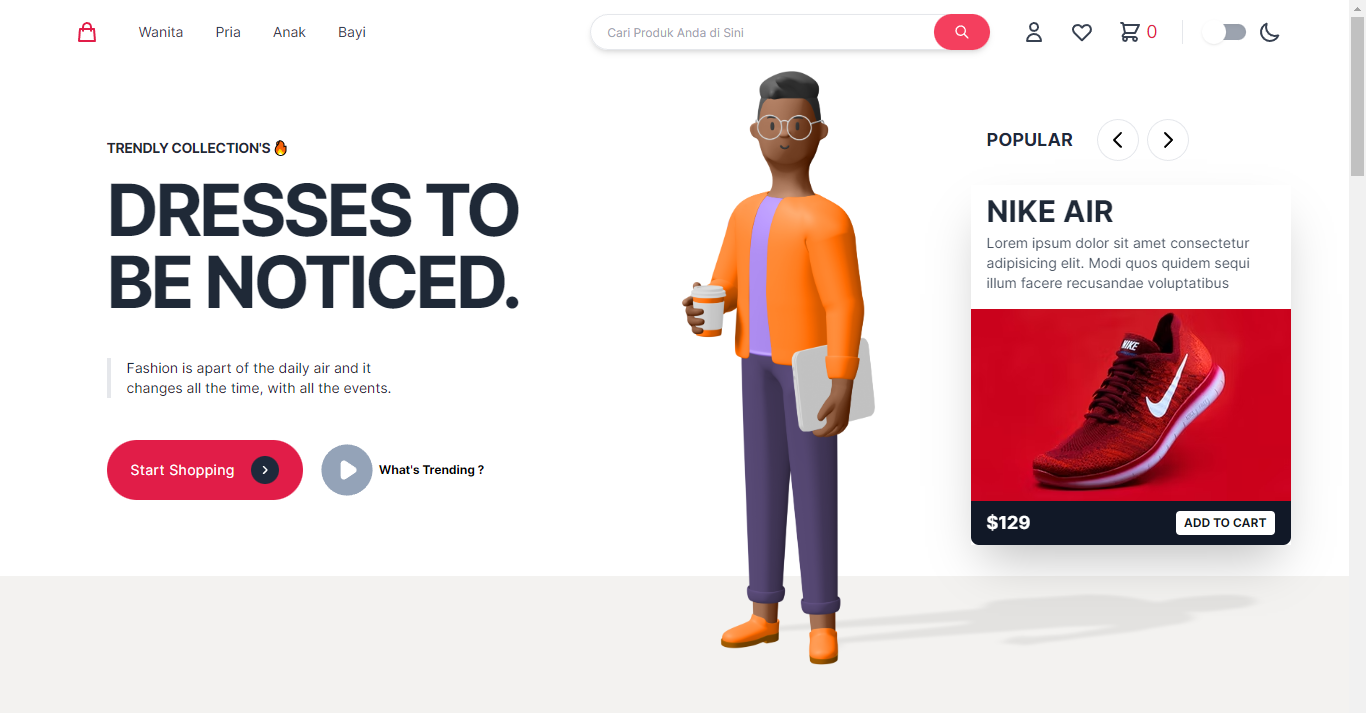 Wanita Pria Anak Bayi
Cari Produk Anda di Sini
0
TRENDLY COLLECTION'S🔥
DRESSES TO
BE NOTICED.
Fashion is apart of the daily air and it
changes all the time, with all the events.
Start Shopping
What's Trending ?
POPULAR
NIKE AIR
Lorem ipsum dolor sit amet consectetur
adipisicing elit. Modi quos quidem sequi
illum facere recusandae voluptatibus
NIKE
$129
ADD TO CART